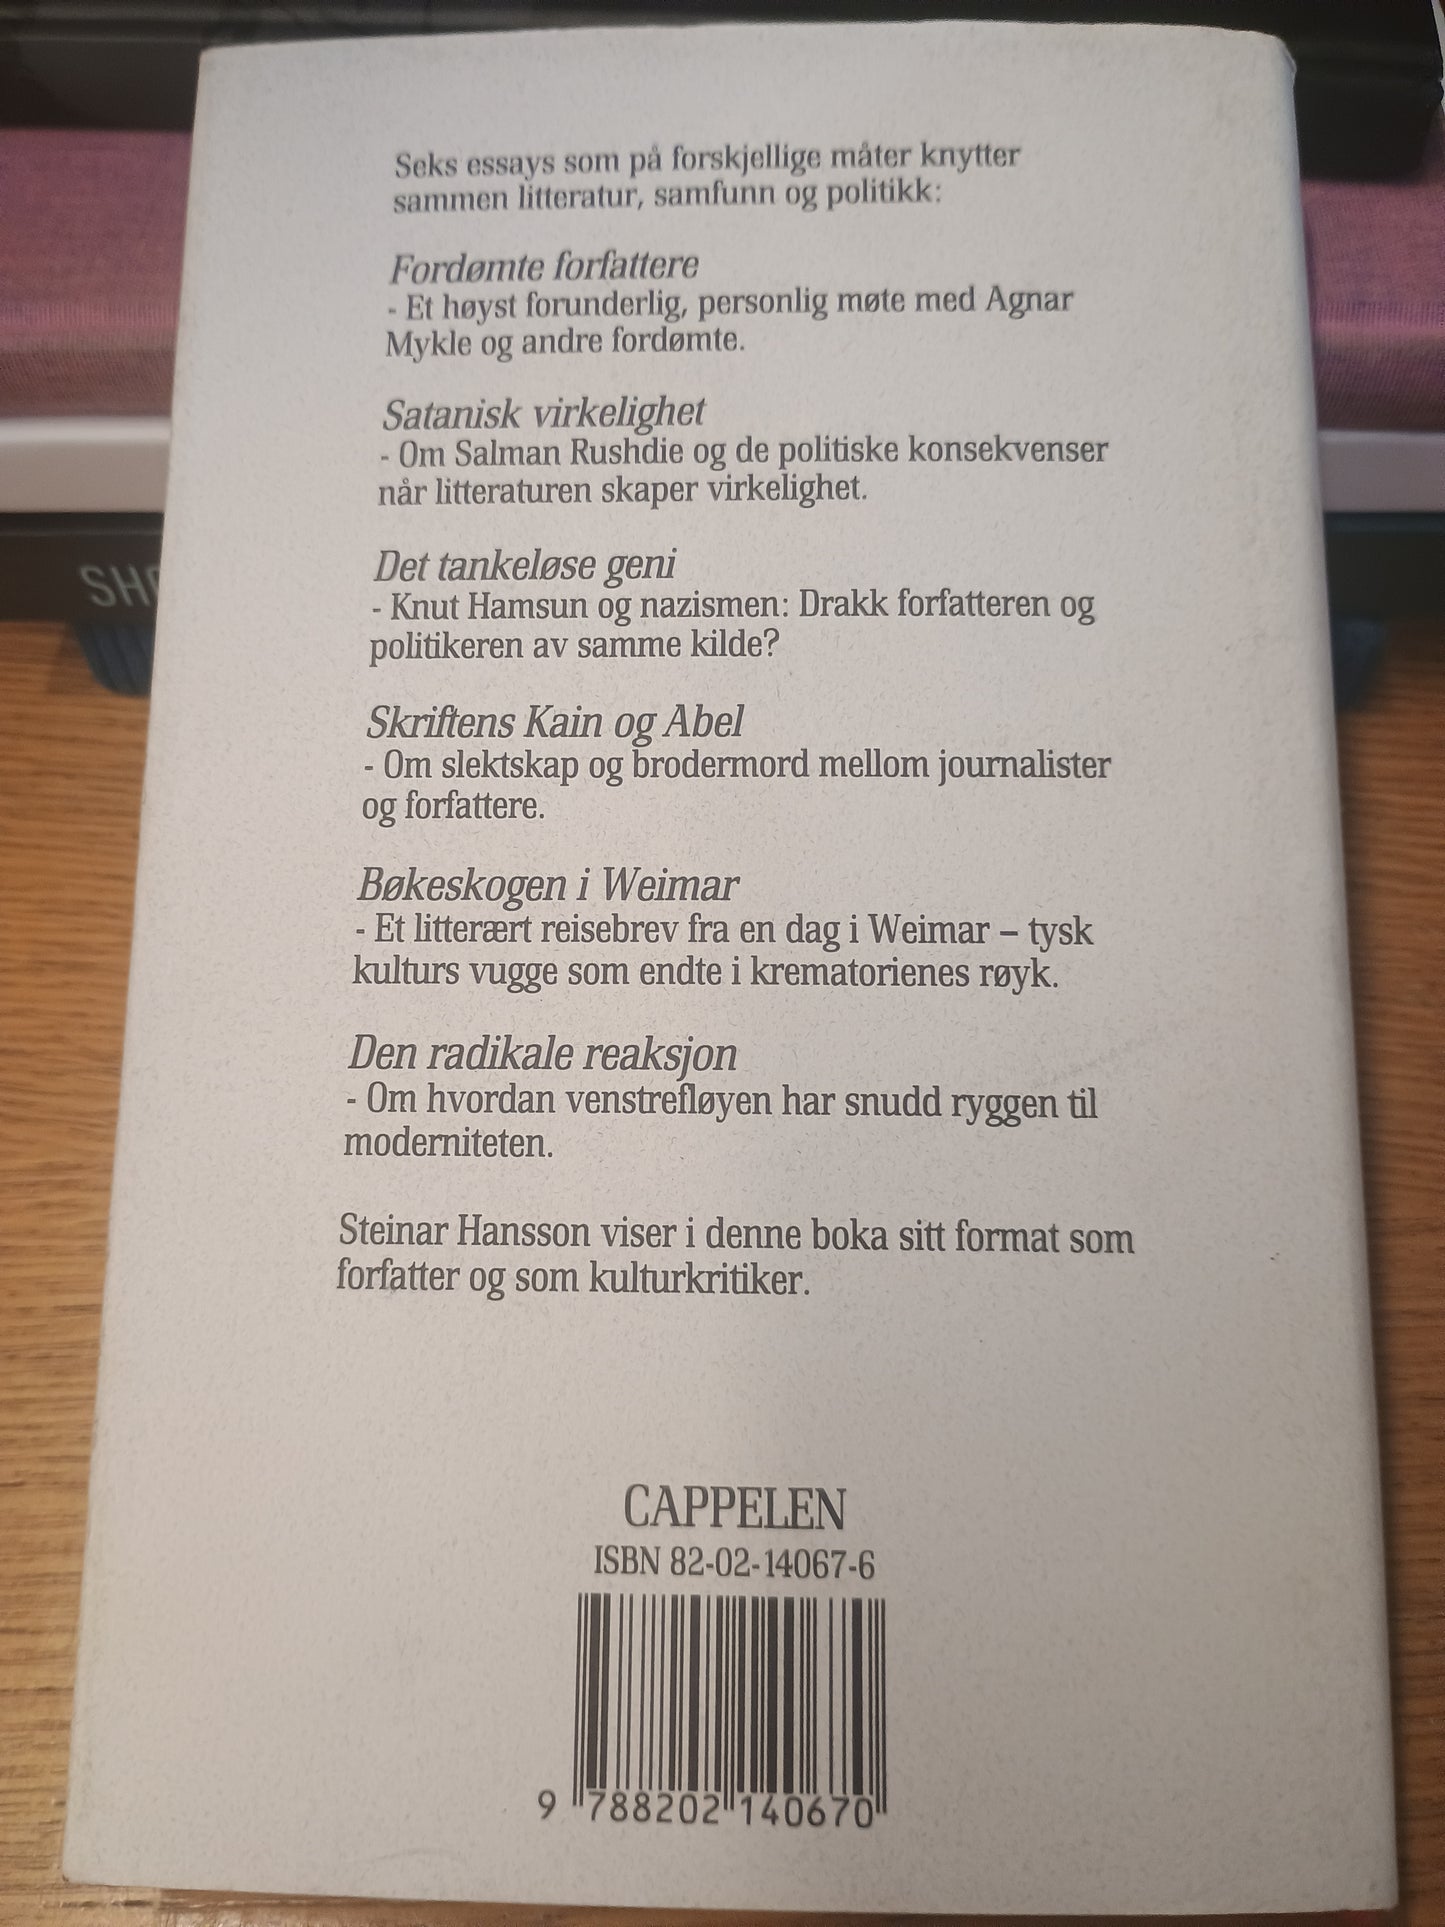 Seks essays som på forskjellige måter knytter
sammen litteratur, samfunn og politikk:
Fordømte forfattere
- Et høyst forunderlig, personlig møte med Agnar
Mykle og andre fordømte.
Satanisk virkelighet
- Om Salman Rushdie og de politiske konsekvenser
når litteraturen skaper virkelighet.
Det tankeløse geni
- Knut Hamsun og nazismen: Drakk forfatteren og
politikeren av samme kilde?
Skriftens Kain og Abel
- Om slektskap og brodermord mellom journalister
og forfattere.
Bøkeskogen i Weimar
- Et litterært reisebrev fra en dag i Weimar – tysk
kulturs vugge som endte i krematorienes røyk.
Den radikale reaksjon
- Om hvordan venstrefløyen har snudd ryggen til
moderniteten.
Steinar Hansson viser i denne boka sitt format som
forfatter og som kulturkritiker.
CAPPELEN
ISBN 82-02-14067-6
9 788202 140670